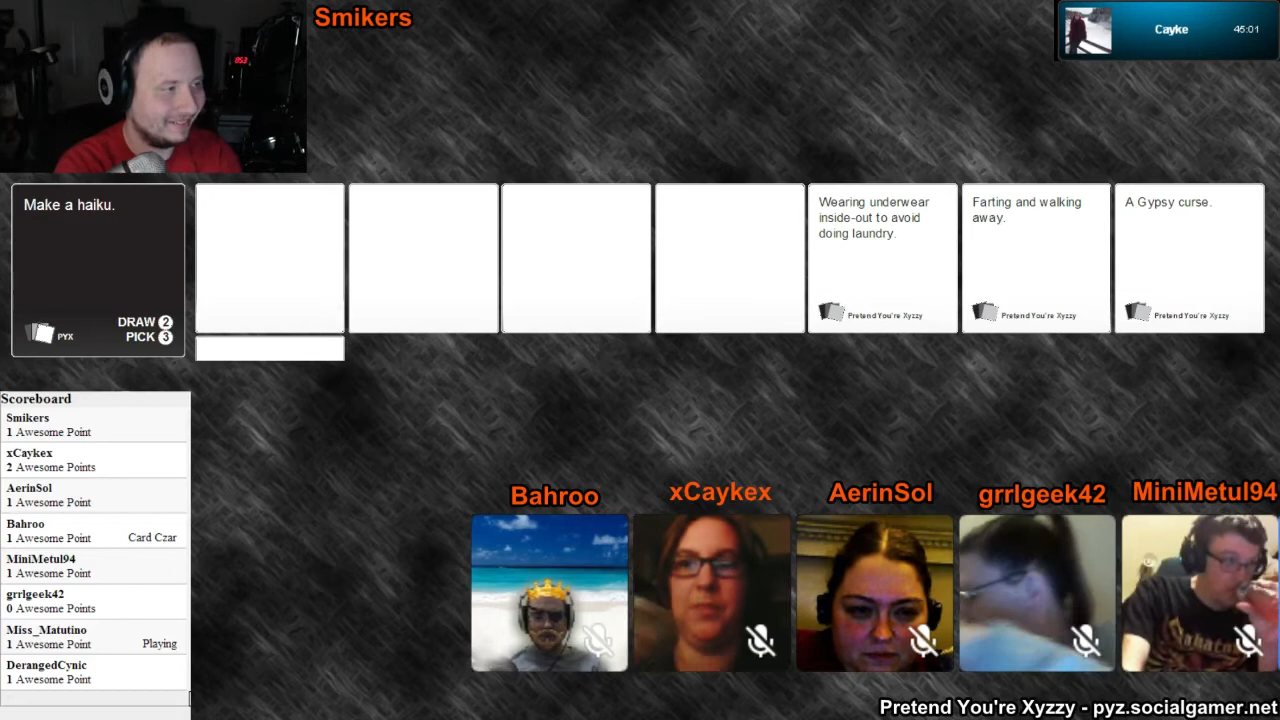 Smikers
Cayke 45:01
053
Make a haiku.
DRAW 2
PICK 3
PYX
Wearing underwear
inside-out to avoid
doing laundry.
Pretend You're Xyzzy
Farting and walking
away.
Pretend You're Xyzzy
A Gypsy curse.
Pretend You're Xyzzy
Scoreboard
Smikers
1 Awesome Point
xCaykex
2 Awesome Points
AerinSol
1 Awesome Point
Bahroo
1 Awesome Point Card Czar
MiniMetul94
1 Awesome Point
grrlgeek42
0 Awesome Points
Miss_Matutino
1 Awesome Point Playing
DerangedCynic
1 Awesome Point
Bahroo
xCaykex
AerinSol
grrlgeek42
MiniMetul94
Pretend You're Xyzzy - pyz.socialgamer.net